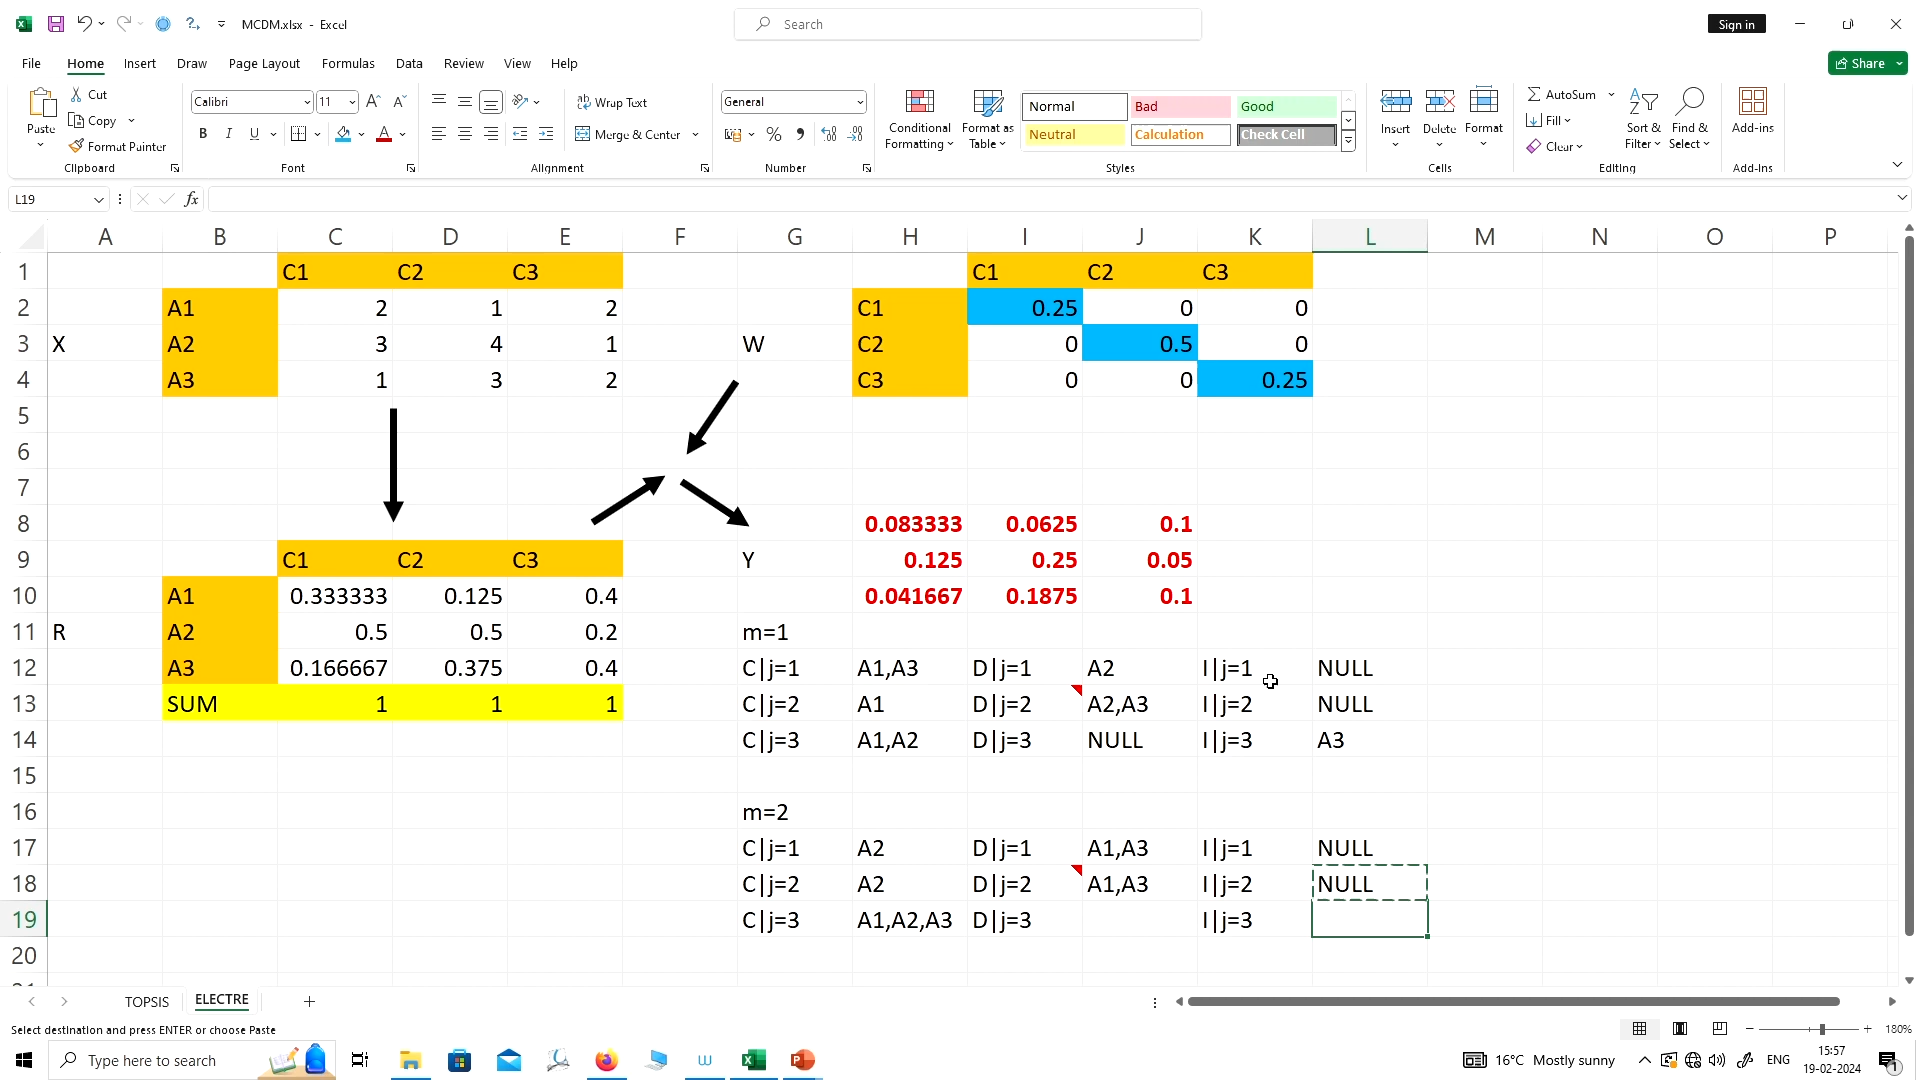 MCDM.xlsx - Excel
Search
Sign in
File Home Insert Draw Page Layout Formulas Data Review View Help
Share
Paste
Cut
Copy
Format Painter
Clipboard
Calibri 11
B I U
Font
Wrap Text
Merge & Center
Alignment
General
Number
Conditional Formatting
Format as Table
Normal Bad Good
Neutral Calculation Check Cell
Styles
Insert Delete Format
Cells
AutoSum
Fill
Clear
Sort & Filter
Find & Select
Editing
Add-ins
Add-Ins
L19 fx
A B C D E F G H I J K L M N O P
1 C1 C2 C3 C1 C2 C3
2 A1 2 1 2 C1 0.25 0 0
3 X A2 3 4 1 W C2 0 0.5 0
4 A3 1 3 2 C3 0 0 0.25
5
6
7
8 0.083333 0.0625 0.1
9 C1 C2 C3 Y 0.125 0.25 0.05
10 A1 0.333333 0.125 0.4 0.041667 0.1875 0.1
11 R A2 0.5 0.5 0.2 m=1
12 A3 0.166667 0.375 0.4 C|j=1 A1,A3 D|j=1 A2 I|j=1 NULL
13 SUM 1 1 1 C|j=2 A1 D|j=2 A2,A3 I|j=2 NULL
14 C|j=3 A1,A2 D|j=3 NULL I|j=3 A3
15
16 m=2
17 C|j=1 A2 D|j=1 A1,A3 I|j=1 NULL
18 C|j=2 A2 D|j=2 A1,A3 I|j=2 NULL
19 C|j=3 A1,A2,A3 D|j=3 I|j=3
20
TOPSIS ELECTRE
Select destination and press ENTER or choose Paste
180%
Type here to search
16°C Mostly sunny
ENG
15:57
19-02-2024
1